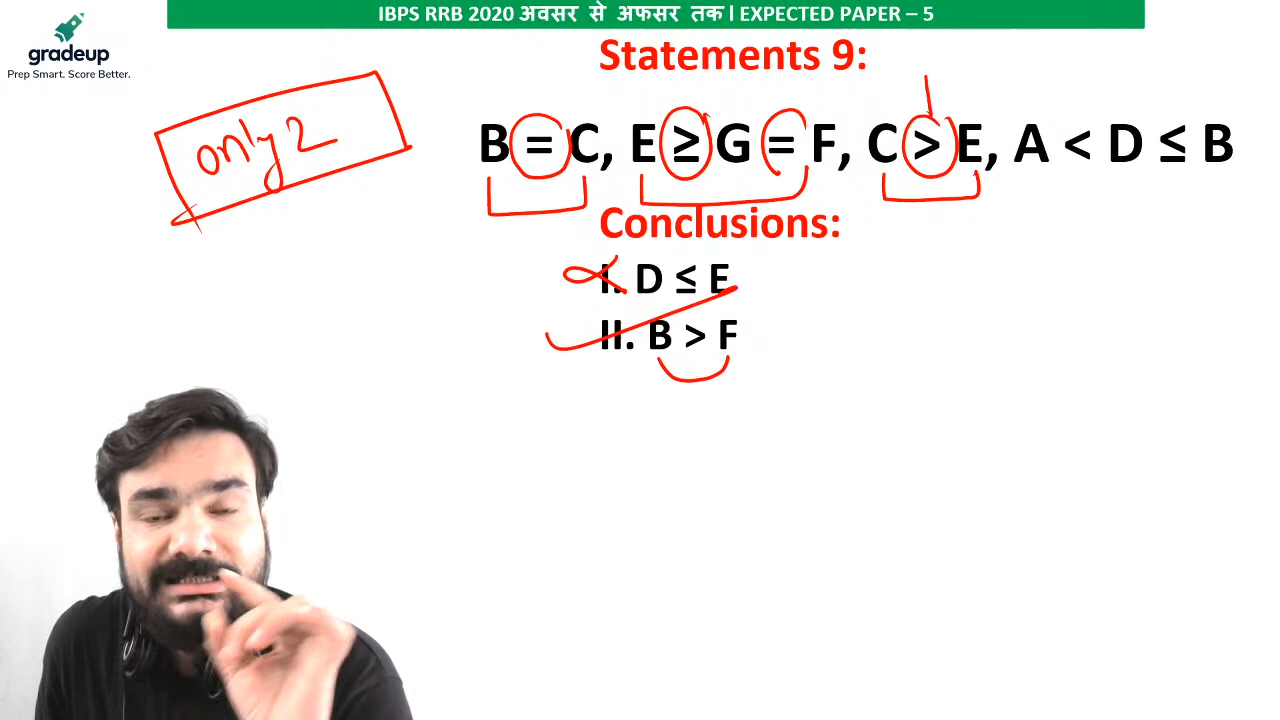 IBPS RRB 2020 अवसर से अफसर तक l EXPECTED PAPER – 5
gradeup
Prep Smart. Score Better.
Statements 9:
only 2
B = C, E ≥ G = F, C > E, A < D ≤ B
Conclusions:
I. D ≤ E
II. B > F